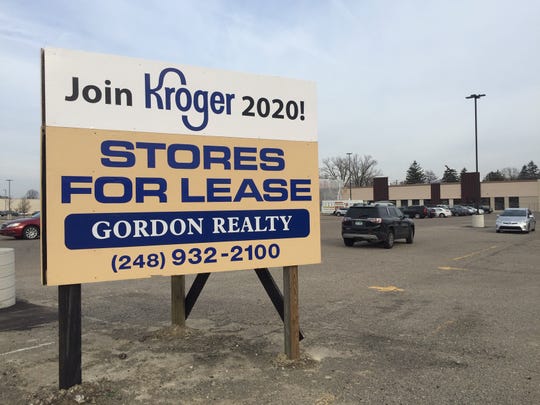 Join Kroger 2020!
STORES
FOR LEASE
GORDON REALTY
(248) 932-2100